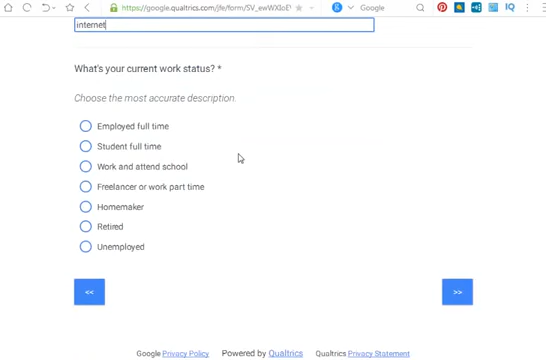 https://google.qualtrics.com/jfe/form/SV_ewWXIoEV
Google
internet
What's your current work status? *
Choose the most accurate description.
Employed full time
Student full time
Work and attend school
Freelancer or work part time
Homemaker
Retired
Unemployed
<< >>
Google Privacy Policy Powered by Qualtrics Qualtrics Privacy Statement